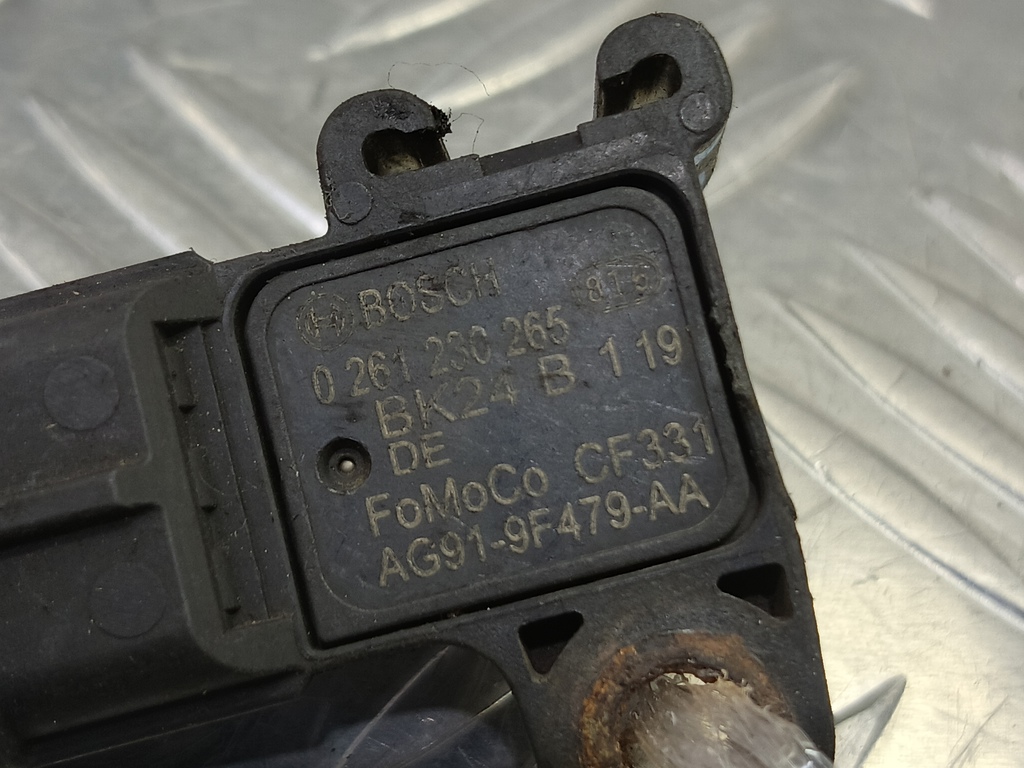 BOSCH
0 261 230 265
BK24 B 1 19
DE
FoMoCo CF331
AG91-9F479-AA